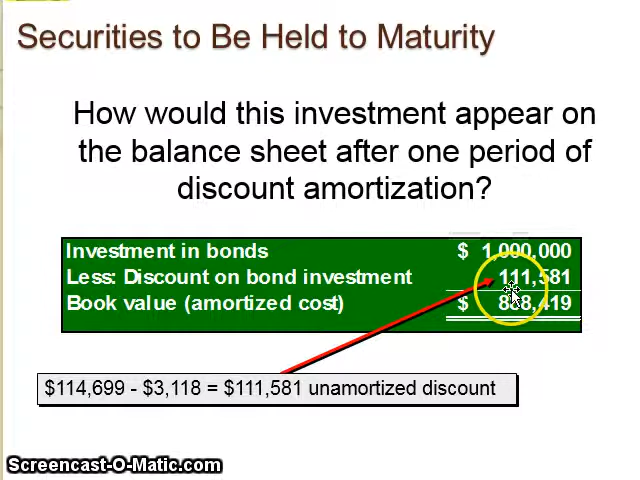 Securities to Be Held to Maturity
How would this investment appear on
the balance sheet after one period of
discount amortization?
Investment in bonds $ 1,000,000
Less: Discount on bond investment 111,581
Book value (amortized cost) $ 888,419
$114,699 - $3,118 = $111,581 unamortized discount
Screencast-O-Matic.com